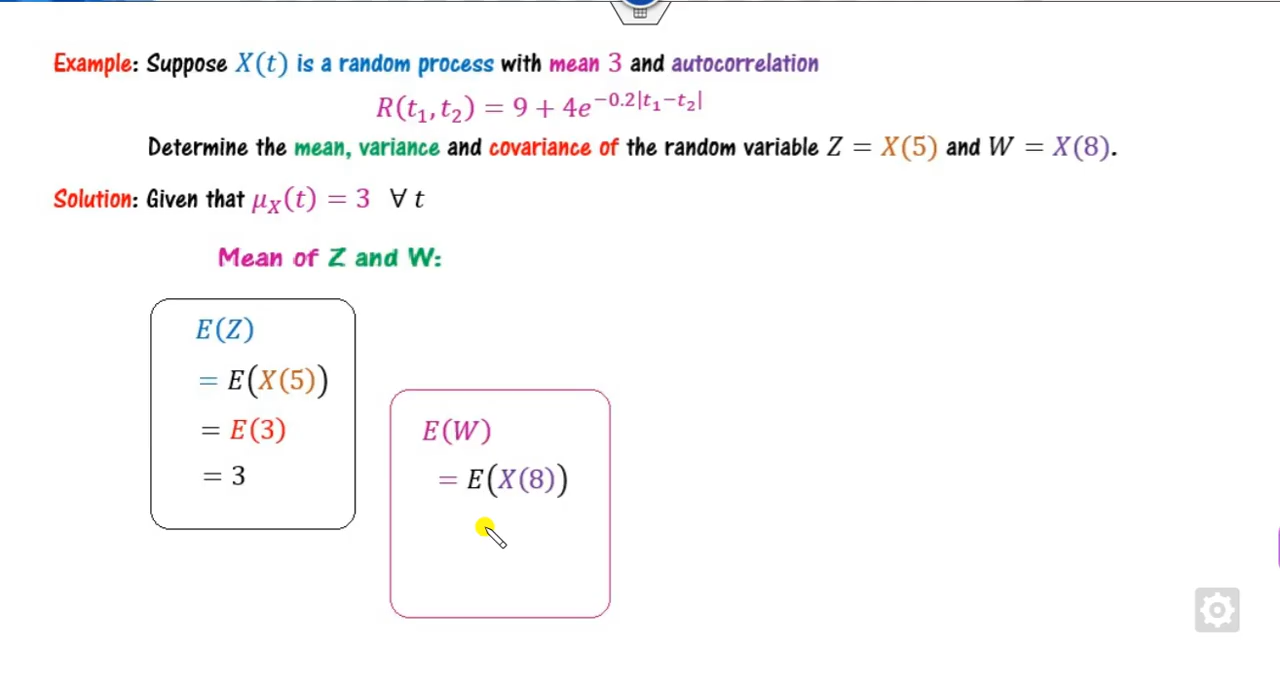 Example: Suppose X(t) is a random process with mean 3 and autocorrelation
R(t₁, t₂) = 9 + 4e^{−0.2|t₁−t₂|}
Determine the mean, variance and covariance of the random variable Z = X(5) and W = X(8).
Solution: Given that μ_X(t) = 3 ∀ t
Mean of Z and W:
E(Z)
= E(X(5))
= E(3)
= 3
E(W)
= E(X(8))